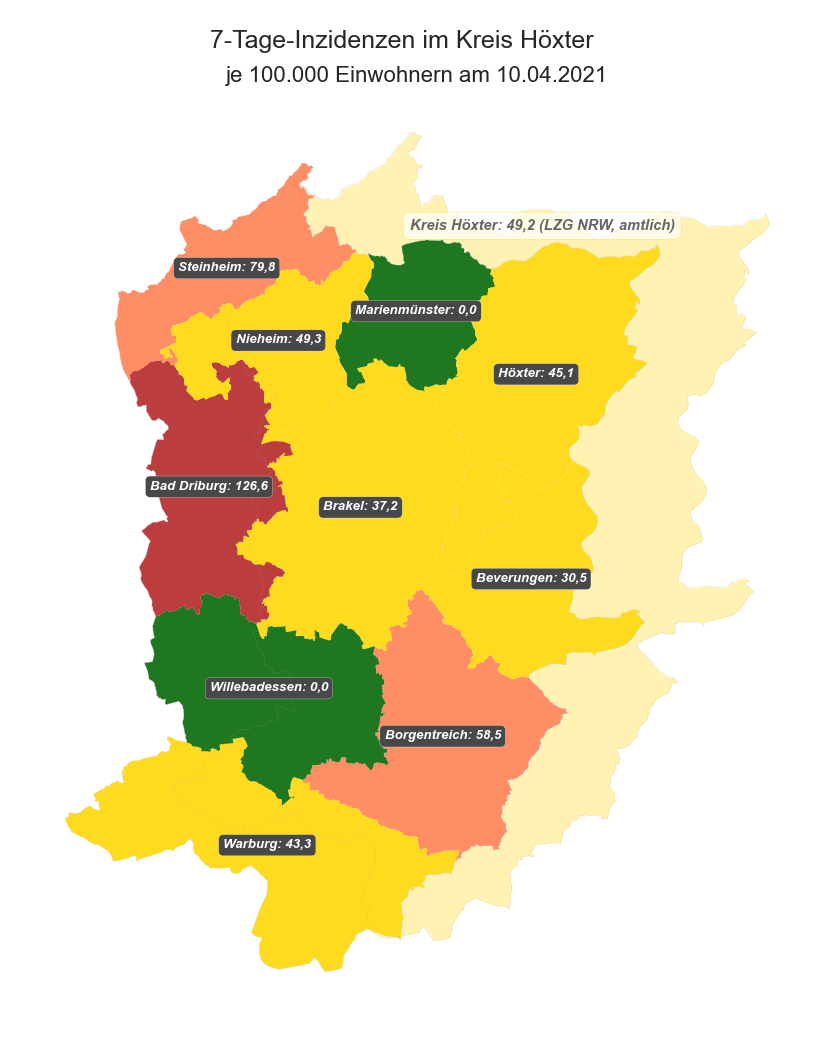 7-Tage-Inzidenzen im Kreis Höxter
je 100.000 Einwohnern am 10.04.2021
Kreis Höxter: 49,2 (LZG NRW, amtlich)
Steinheim: 79,8
Marienmünster: 0,0
Nieheim: 49,3
Höxter: 45,1
Bad Driburg: 126,6
Brakel: 37,2
Beverungen: 30,5
Willebadessen: 0,0
Borgentreich: 58,5
Warburg: 43,3